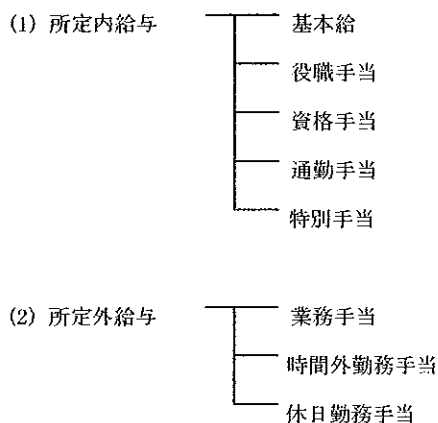 (1) 所定内給与 基本給
役職手当
資格手当
通勤手当
特別手当
(2) 所定外給与 業務手当
時間外勤務手当
休日勤務手当